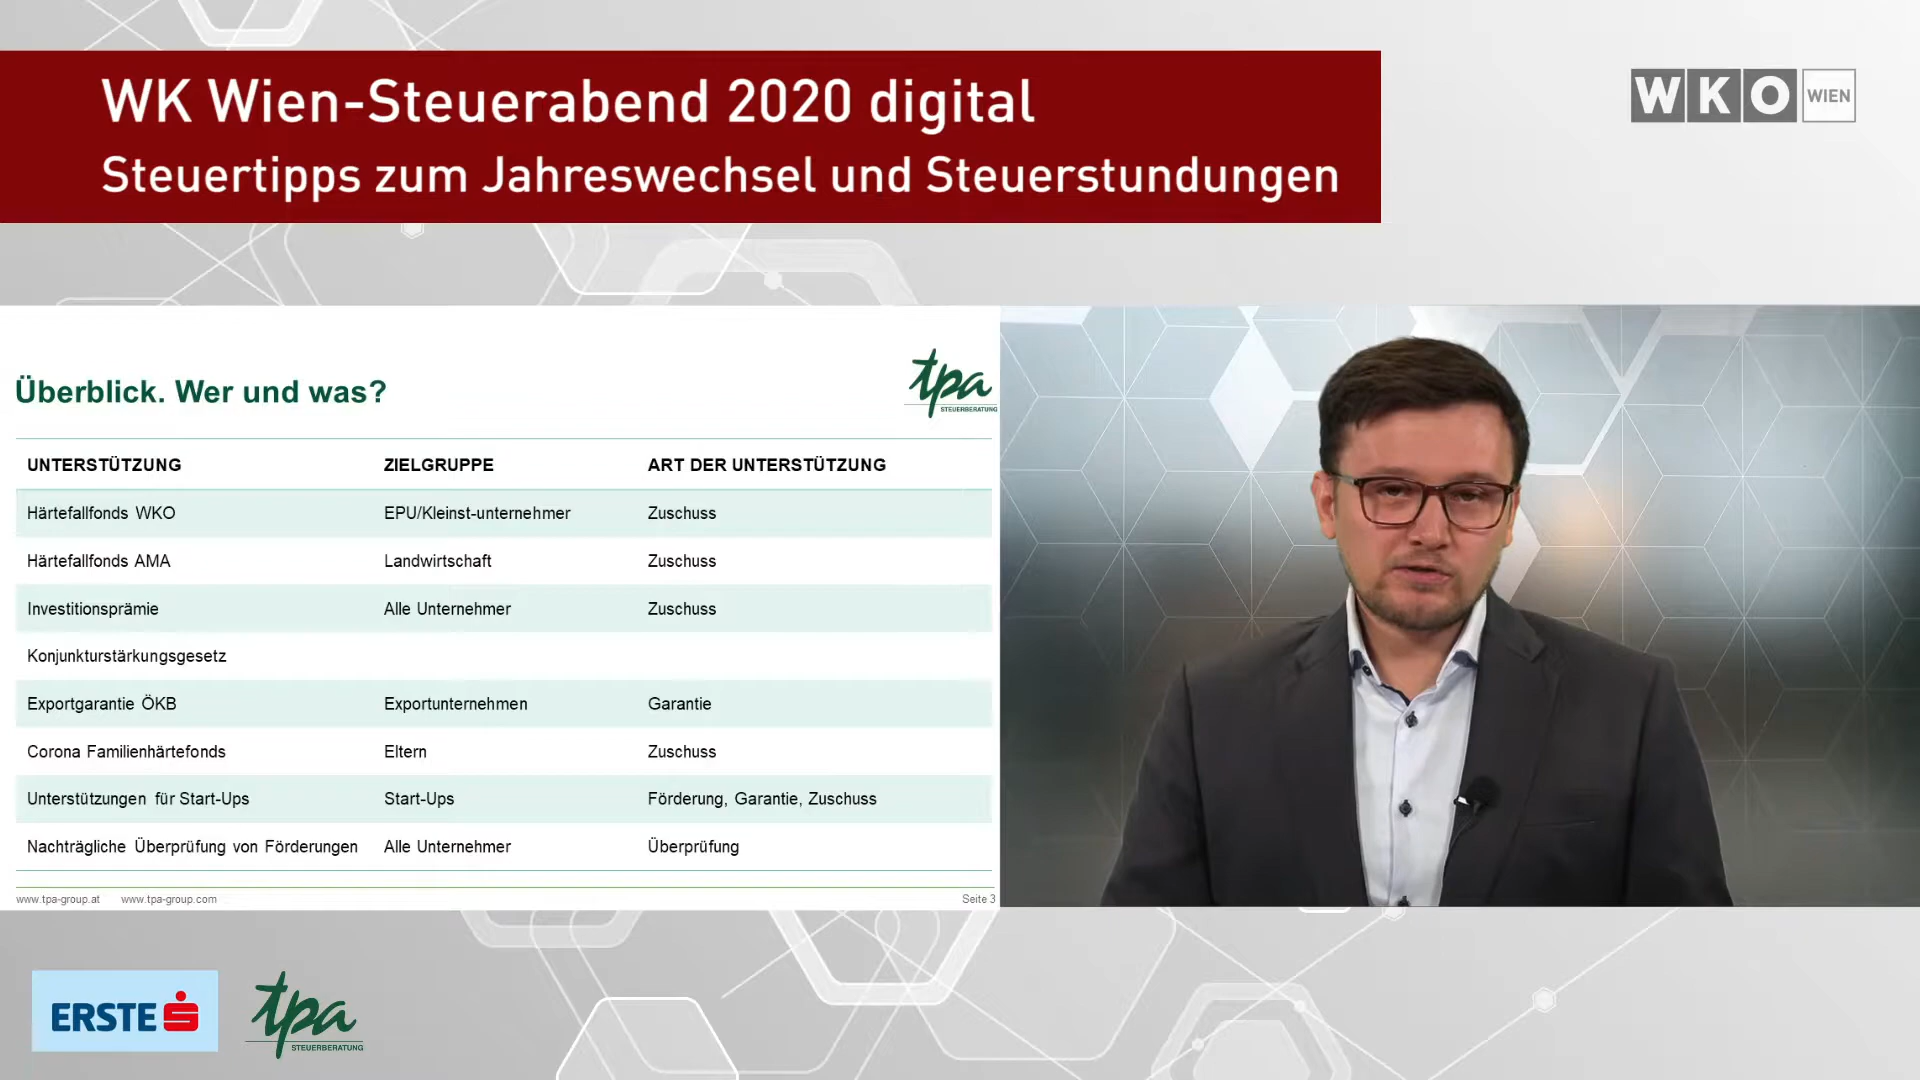 WK Wien-Steuerabend 2020 digital
Steuertipps zum Jahreswechsel und Steuerstundungen
WKO WIEN
Überblick. Wer und was?
tpa
STEUERBERATUNG
UNTERSTÜTZUNG ZIELGRUPPE ART DER UNTERSTÜTZUNG
Härtefallfonds WKO EPU/Kleinst-unternehmer Zuschuss
Härtefallfonds AMA Landwirtschaft Zuschuss
Investitionsprämie Alle Unternehmer Zuschuss
Konjunkturstärkungsgesetz
Exportgarantie ÖKB Exportunternehmen Garantie
Corona Familienhärtefonds Eltern Zuschuss
Unterstützungen für Start-Ups Start-Ups Förderung, Garantie, Zuschuss
Nachträgliche Überprüfung von Förderungen Alle Unternehmer Überprüfung
www.tpa-group.at www.tpa-group.com Seite 3
ERSTE
tpa
STEUERBERATUNG